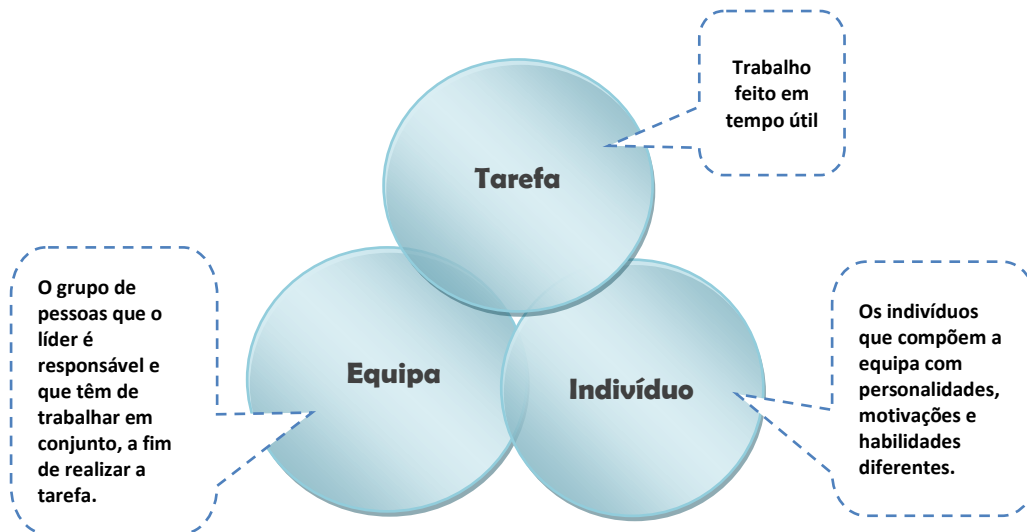 Trabalho
feito em
tempo útil
Tarefa
O grupo de
pessoas que o
líder é
responsável e
que têm de
trabalhar em
conjunto, a fim
de realizar a
tarefa.
Equipa
Indivíduo
Os indivíduos
que compõem a
equipa com
personalidades,
motivações e
habilidades
diferentes.